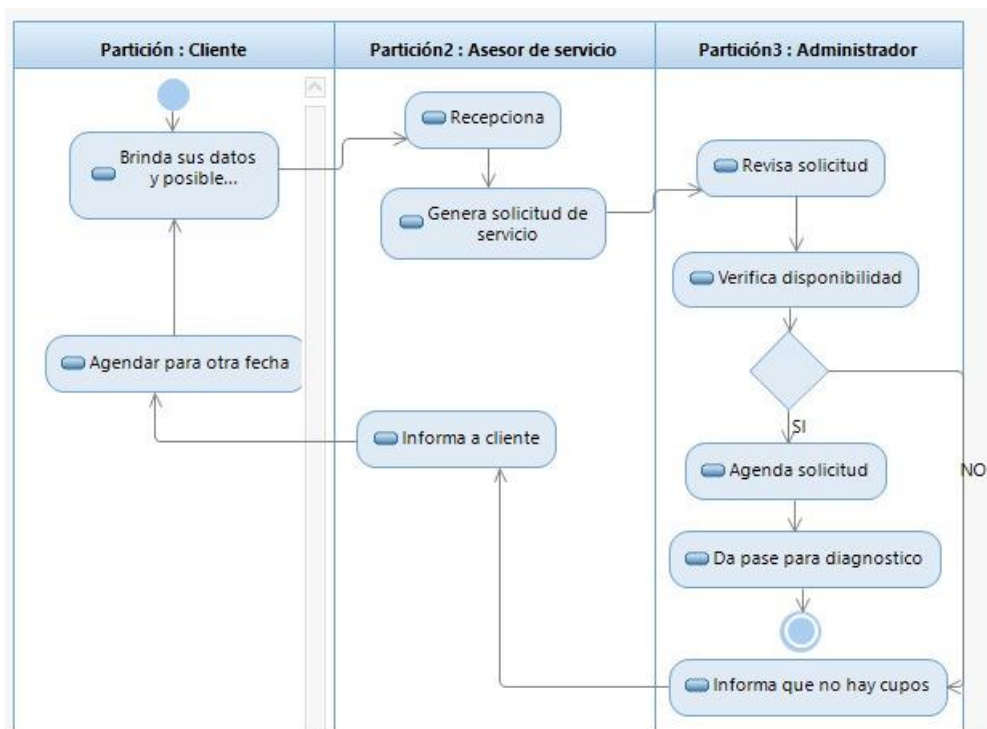 Partición : Cliente
Partición2 : Asesor de servicio
Partición3 : Administrador
Brinda sus datos
y posible...
Recepciona
Genera solicitud de
servicio
Revisa solicitud
Verifica disponibilidad
Agendar para otra fecha
Informa a cliente
SI
Agenda solicitud
NO
Da pase para diagnostico
Informa que no hay cupos